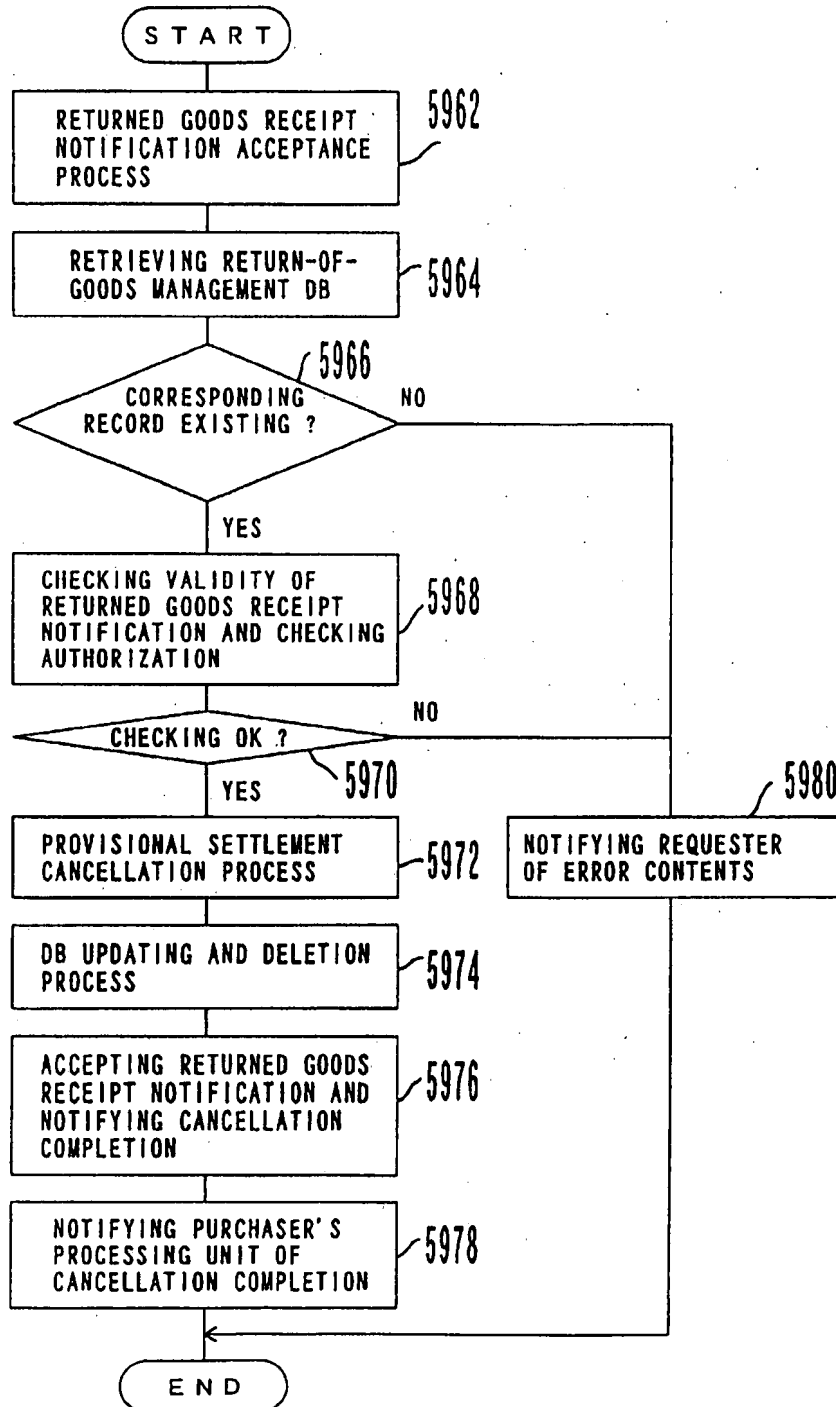 START
RETURNED GOODS RECEIPT
NOTIFICATION ACCEPTANCE
PROCESS
5962
RETRIEVING RETURN-OF-
GOODS MANAGEMENT DB
5964
5966
CORRESPONDING
RECORD EXISTING ?
NO
YES
CHECKING VALIDITY OF
RETURNED GOODS RECEIPT
NOTIFICATION AND CHECKING
AUTHORIZATION
5968
NO
CHECKING OK ?
5970
YES
5980
PROVISIONAL SETTLEMENT
CANCELLATION PROCESS
5972
NOTIFYING REQUESTER
OF ERROR CONTENTS
DB UPDATING AND DELETION
PROCESS
5974
ACCEPTING RETURNED GOODS
RECEIPT NOTIFICATION AND
NOTIFYING CANCELLATION
COMPLETION
5976
NOTIFYING PURCHASER'S
PROCESSING UNIT OF
CANCELLATION COMPLETION
5978
END